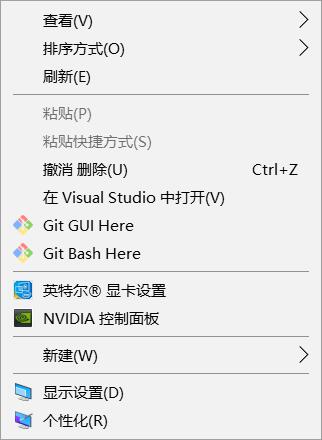 查看(V)
排序方式(O)
刷新(E)
粘贴(P)
粘贴快捷方式(S)
撤消 删除(U) Ctrl+Z
在 Visual Studio 中打开(V)
Git GUI Here
Git Bash Here
英特尔® 显卡设置
NVIDIA 控制面板
新建(W)
显示设置(D)
个性化(R)